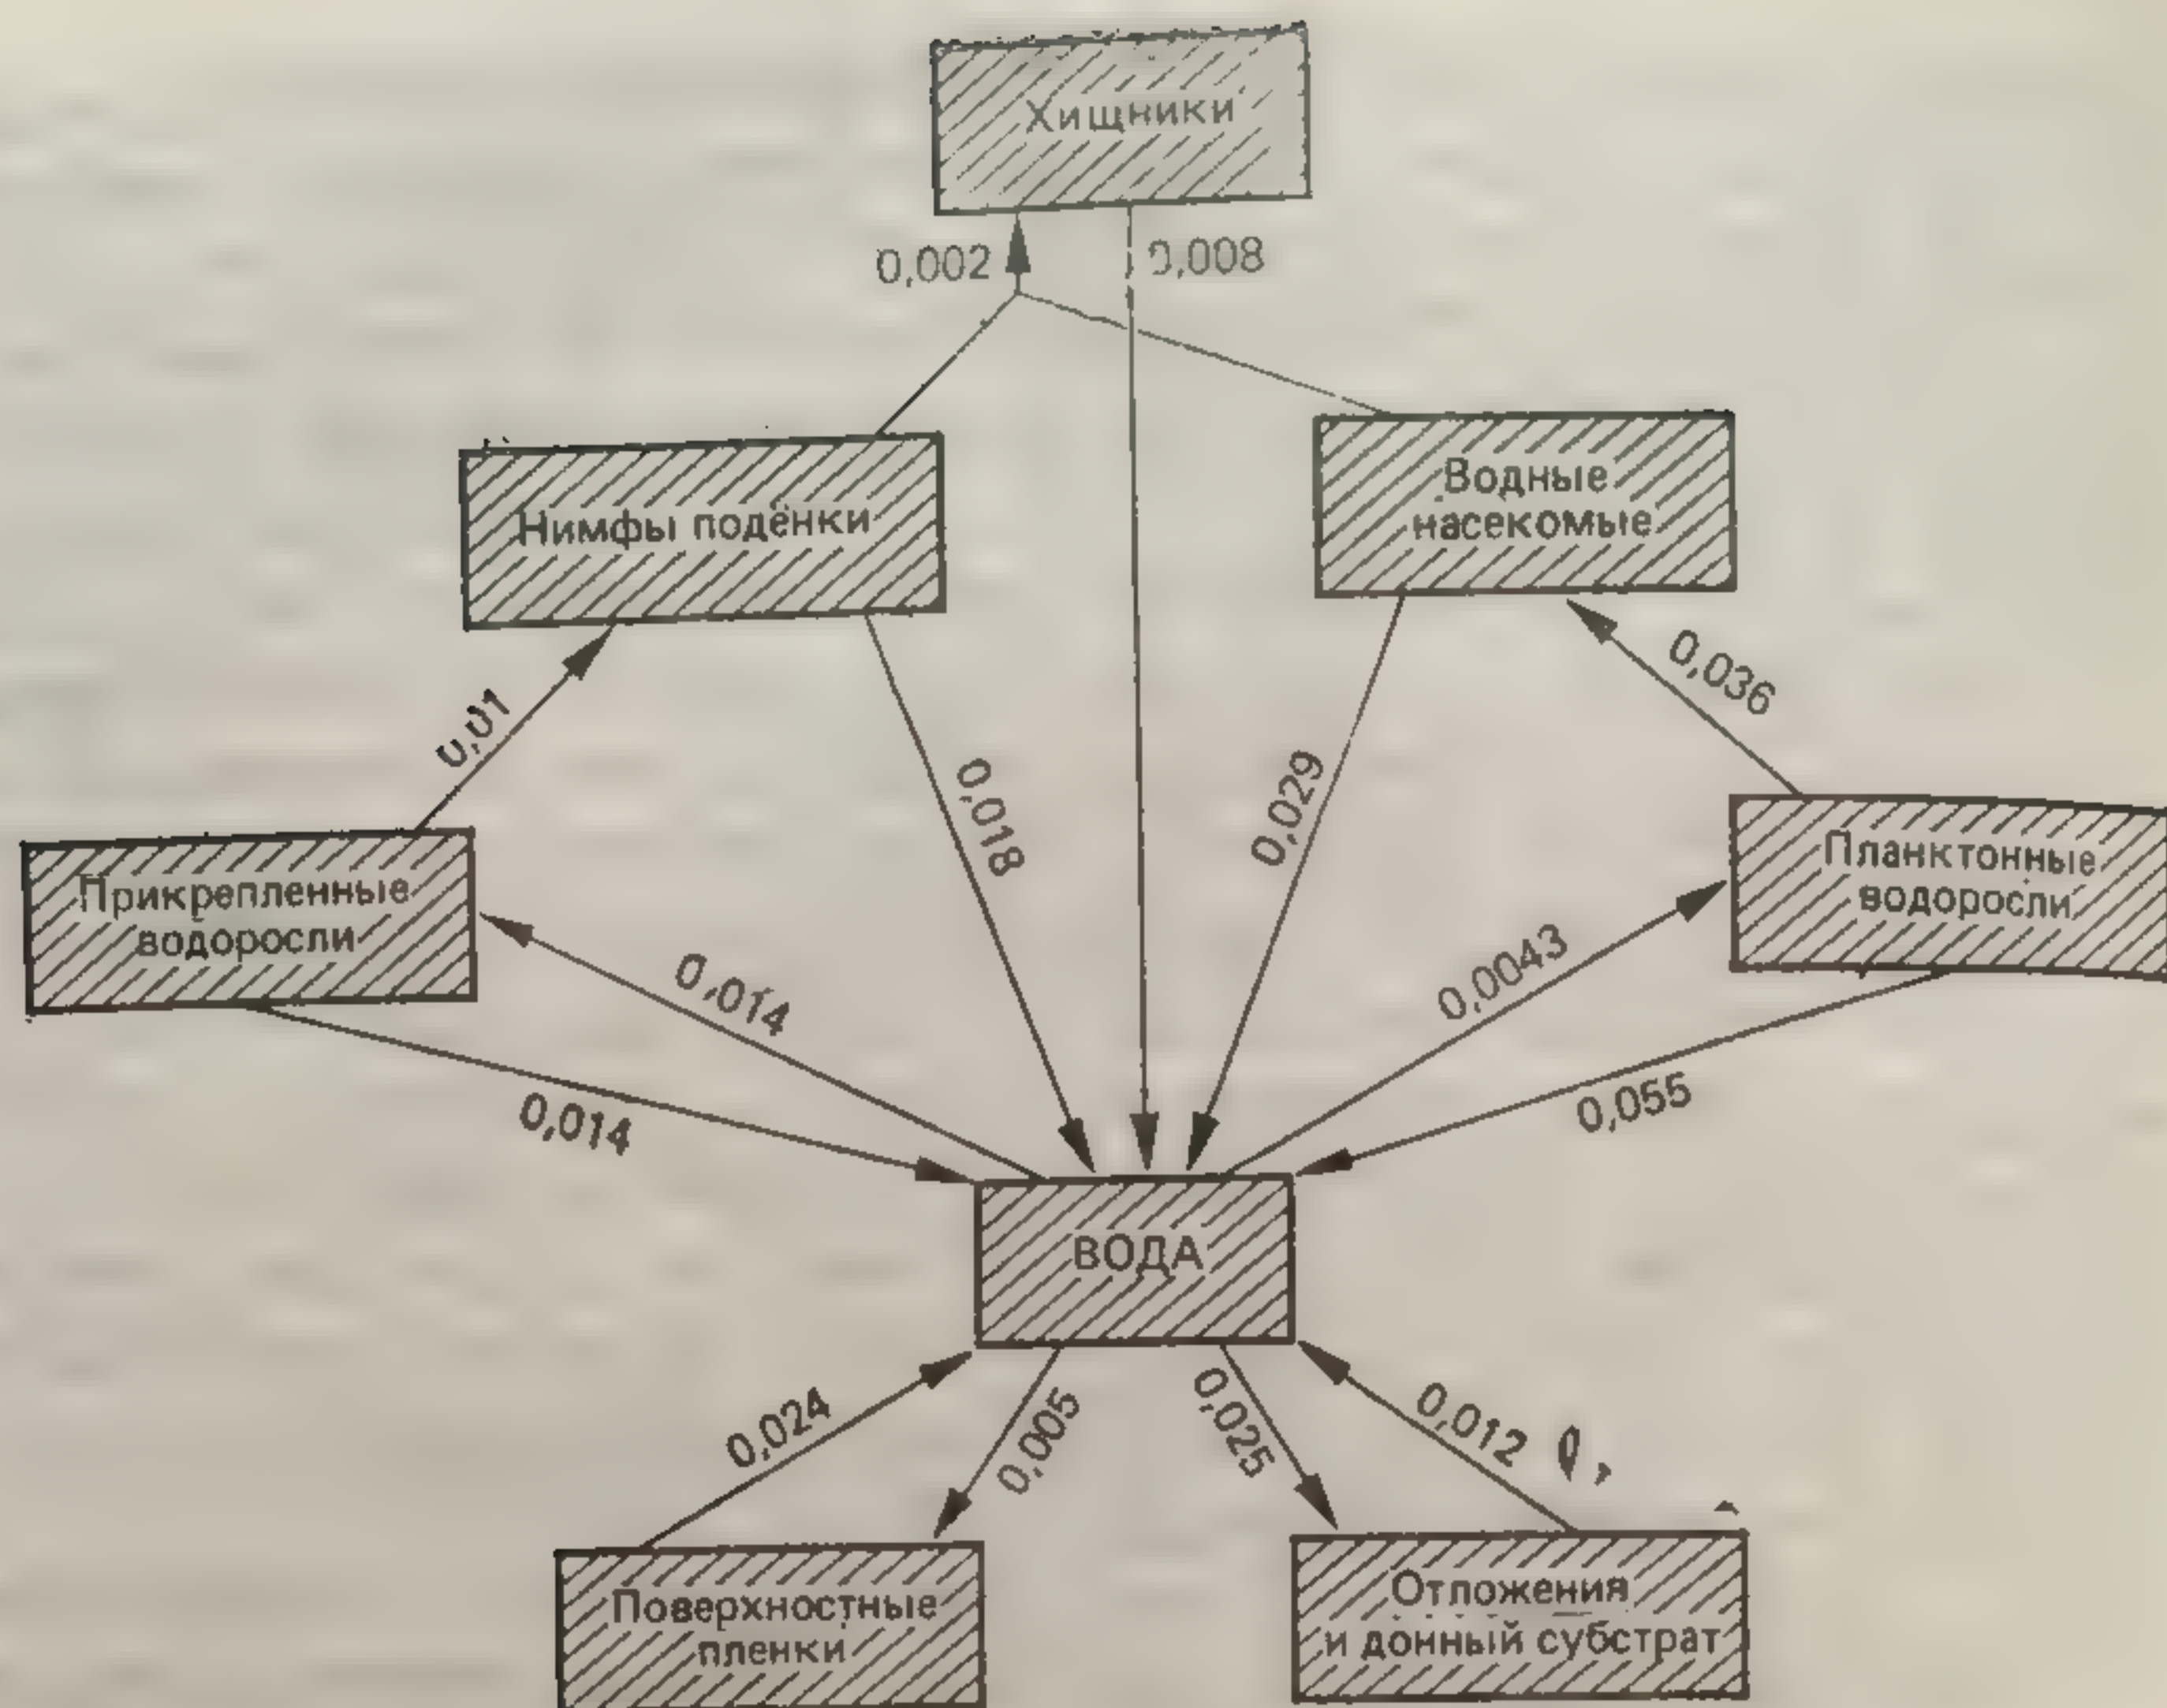 Хищники
0,002
0,008
Нимфы подёнки
Водные
насекомые
0,01
0,036
0,018
0,029
Прикрепленные
водоросли
Планктонные
водоросли
0,014
0,0043
0,014
0,055
ВОДА
0,024
0,005
0,025
0,012
Поверхностные
пленки
Отложения
и донный субстрат